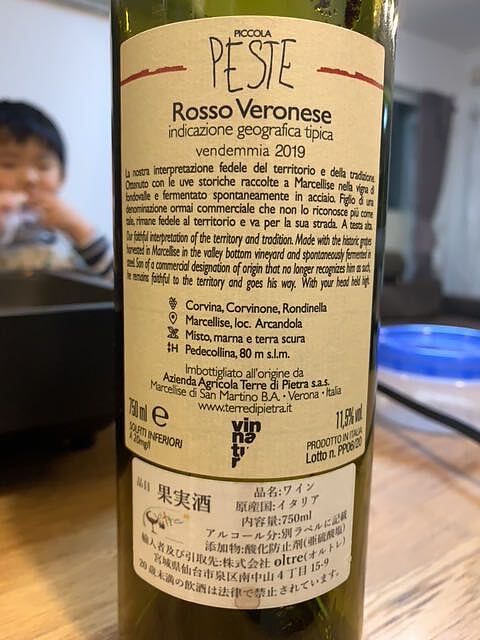 PICCOLA
PESTE
Rosso Veronese
indicazione geografica tipica
vendemmia 2019
La nostra interpretazione fedele del territorio e della tradizione.
Ottenuto con le uve storiche raccolte a Marcellise nella vigna di
fondovalle e fermentato spontaneamente in acciaio. Figlio di una
denominazione ormai commerciale che non lo riconosce più come
tale, rimane fedele al territorio e va per la sua strada. A testa alta.
Our faithful interpretation of the territory and tradition. Made with the historic grapes
harvested in Marcellise in the valley bottom vineyard and spontaneously fermented in
steel. Son of a commercial designation of origin that no longer recognizes him as such,
he remains faithful to the territory and goes his way. With your head held high.
Corvina, Corvinone, Rondinella
Marcellise, loc. Arcandola
Misto, marna e terra scura
Pedecollina, 80 m s.l.m.
Imbottigliato all'origine da
Azienda Agricola Terre di Pietra s.a.s.
Marcellise di San Martino B.A. · Verona · Italia
www.terredipietra.it
750 ml e
SOLFITI INFERIORI
A 20mg/l
vin
na
tur
11,5% vol
PRODOTTO IN ITALIA
Lotto n. PP06/20
品目 果実酒
品名:ワイン
原産国:イタリア
内容量:750ml
アルコール分:別ラベルに記載
添加物:酸化防止剤(亜硫酸塩)
輸入者及び引取先:株式会社 oltre(オルトレ)
宮城県仙台市泉区南中山4丁目15-9
20歳未満の飲酒は法律で禁止されています。